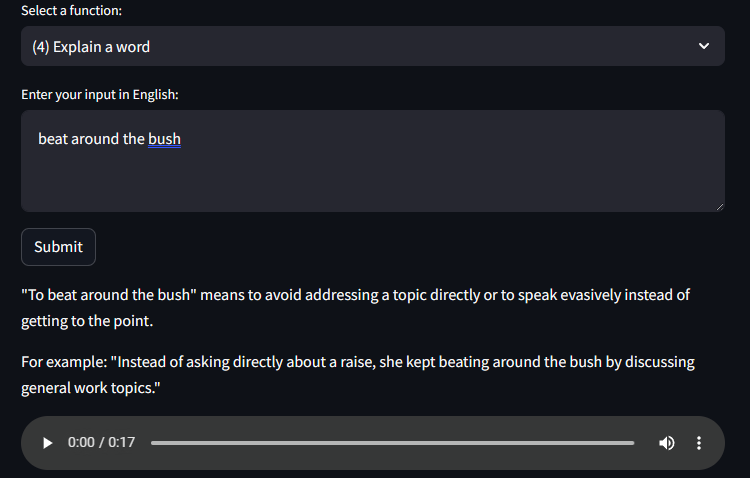 Select a function:
(4) Explain a word
Enter your input in English:
beat around the bush
Submit
"To beat around the bush" means to avoid addressing a topic directly or to speak evasively instead of
getting to the point.
For example: "Instead of asking directly about a raise, she kept beating around the bush by discussing
general work topics."
0:00 / 0:17